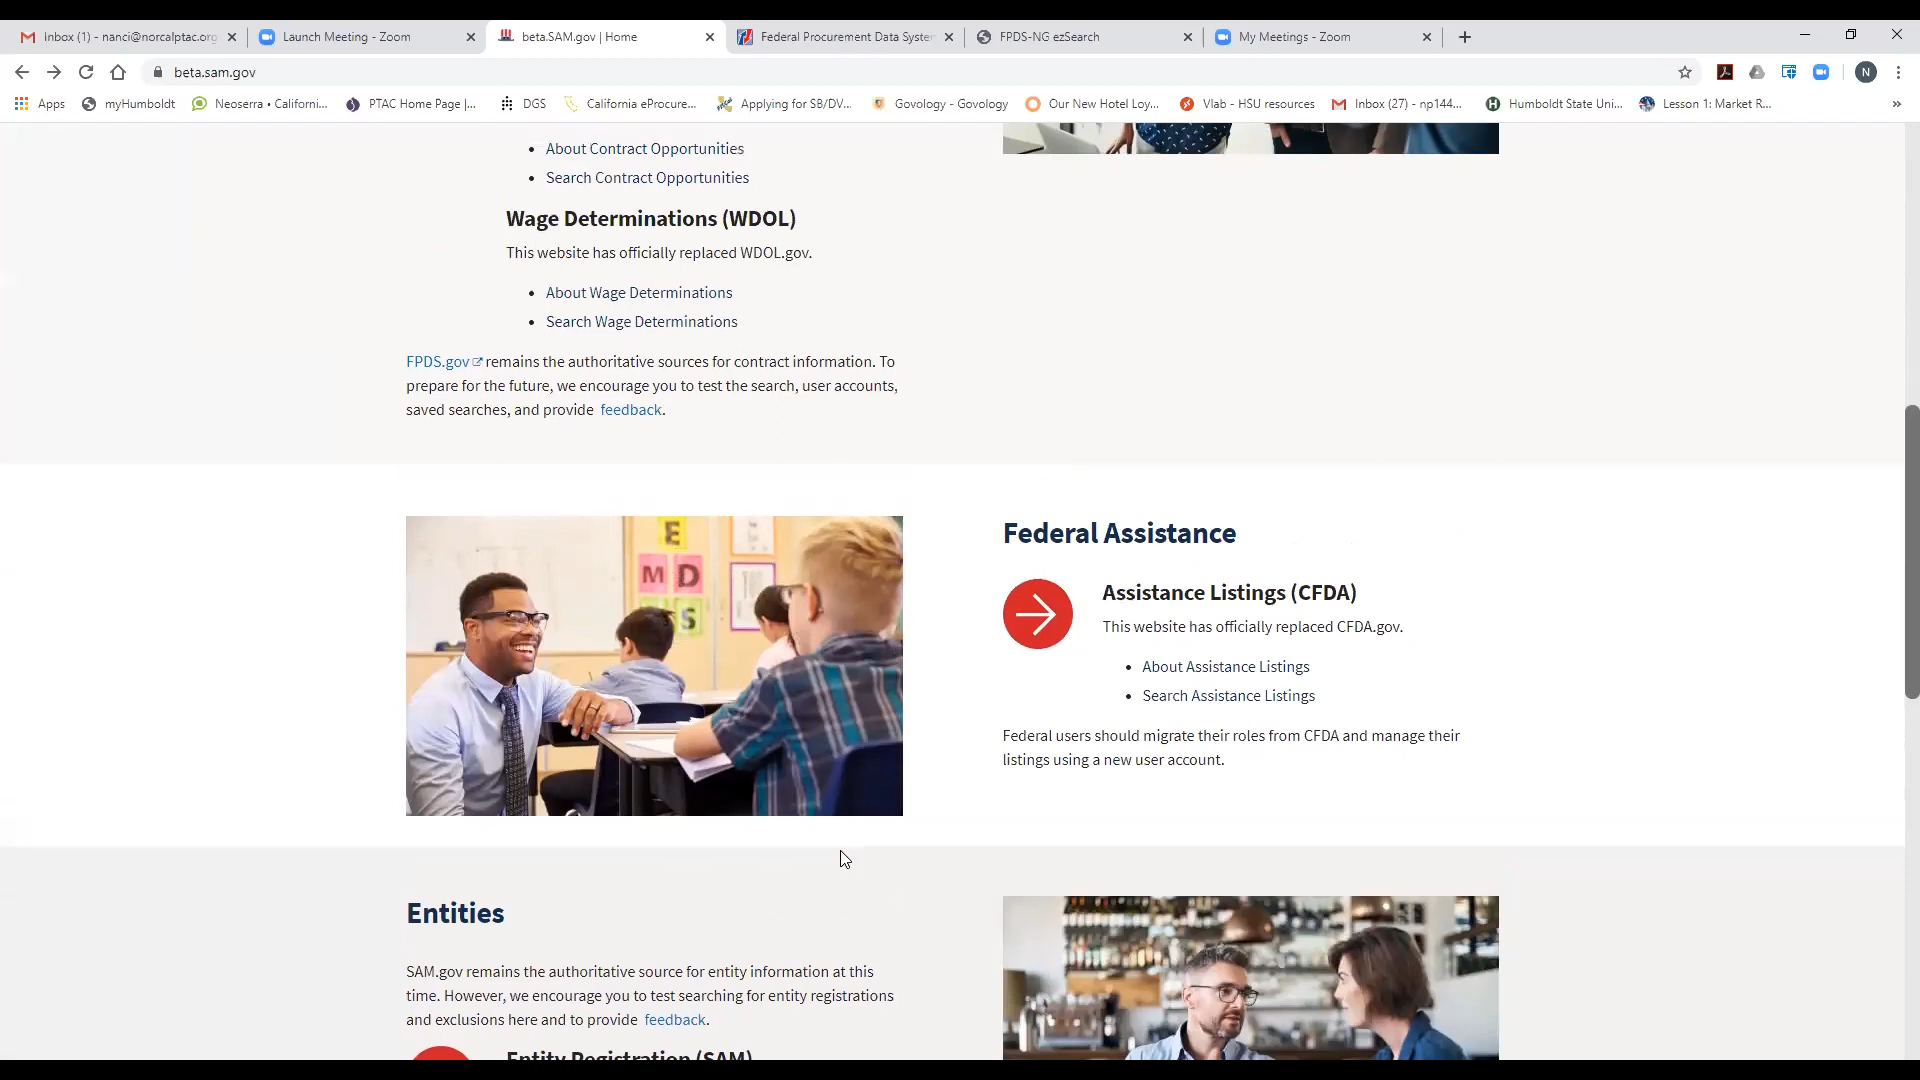 Inbox (1) - nanci@norcalptac.org
Launch Meeting - Zoom
beta.SAM.gov | Home
Federal Procurement Data System
FPDS-NG ezSearch
My Meetings - Zoom
beta.sam.gov
N
Apps
myHumboldt
Neoserra • Californi...
PTAC Home Page |...
DGS
California eProcure...
Applying for SB/DV...
Govology - Govology
Our New Hotel Loy...
Vlab - HSU resources
Inbox (27) - np144...
Humboldt State Uni...
Lesson 1: Market R...
»
• About Contract Opportunities
• Search Contract Opportunities
Wage Determinations (WDOL)
This website has officially replaced WDOL.gov.
• About Wage Determinations
• Search Wage Determinations
FPDS.gov remains the authoritative sources for contract information. To
prepare for the future, we encourage you to test the search, user accounts,
saved searches, and provide feedback.
E
M D
S
Federal Assistance
Assistance Listings (CFDA)
This website has officially replaced CFDA.gov.
• About Assistance Listings
• Search Assistance Listings
Federal users should migrate their roles from CFDA and manage their
listings using a new user account.
Entities
SAM.gov remains the authoritative source for entity information at this
time. However, we encourage you to test searching for entity registrations
and exclusions here and to provide feedback.
Entity Registration (SAM)